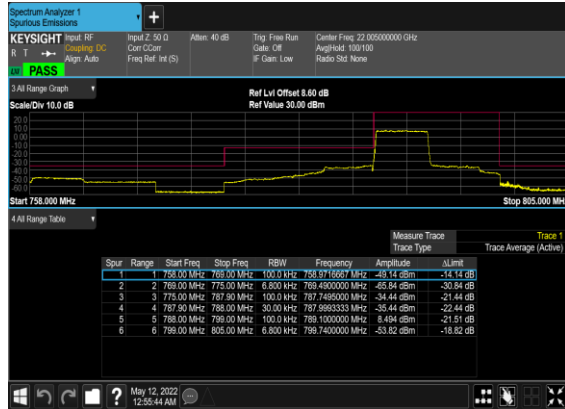 Spectrum Analyzer 1
Spurious Emissions
KEYSIGHT Input: RF Input Z: 50 Ω Atten: 40 dB Trig: Free Run Center Freq: 22.005000000 GHz
R T Coupling: DC Corr CCorr Gate: Off Avg|Hold: 100/100
Align: Auto Freq Ref: Int (S) IF Gain: Low Radio Std: None
PASS
3 All Range Graph
Ref Lvl Offset 8.60 dB
Scale/Div 10.0 dB Ref Value 30.00 dBm
20.0
10.0
0.00
-10.0
-20.0
-30.0
-40.0
-50.0
-60.0
Start 758.000 MHz Stop 805.000 MH
4 All Range Table
Measure Trace Trace 1
Trace Type Trace Average (Active)
Spur Range Start Freq Stop Freq RBW Frequency Amplitude ΔLimit
1 1 758.00 MHz 769.00 MHz 100.0 kHz 758.9716667 MHz -49.14 dBm -14.14 dB
2 2 769.00 MHz 775.00 MHz 6.800 kHz 769.4900000 MHz -65.84 dBm -30.84 dB
3 3 775.00 MHz 787.90 MHz 100.0 kHz 787.7495000 MHz -34.44 dBm -21.44 dB
4 4 787.90 MHz 788.00 MHz 30.00 kHz 787.9993333 MHz -35.44 dBm -22.44 dB
5 5 788.00 MHz 799.00 MHz 100.0 kHz 789.1000000 MHz 8.494 dBm -21.51 dB
6 6 799.00 MHz 805.00 MHz 6.800 kHz 799.7400000 MHz -53.82 dBm -18.82 dB
May 12, 2022
12:55:44 AM